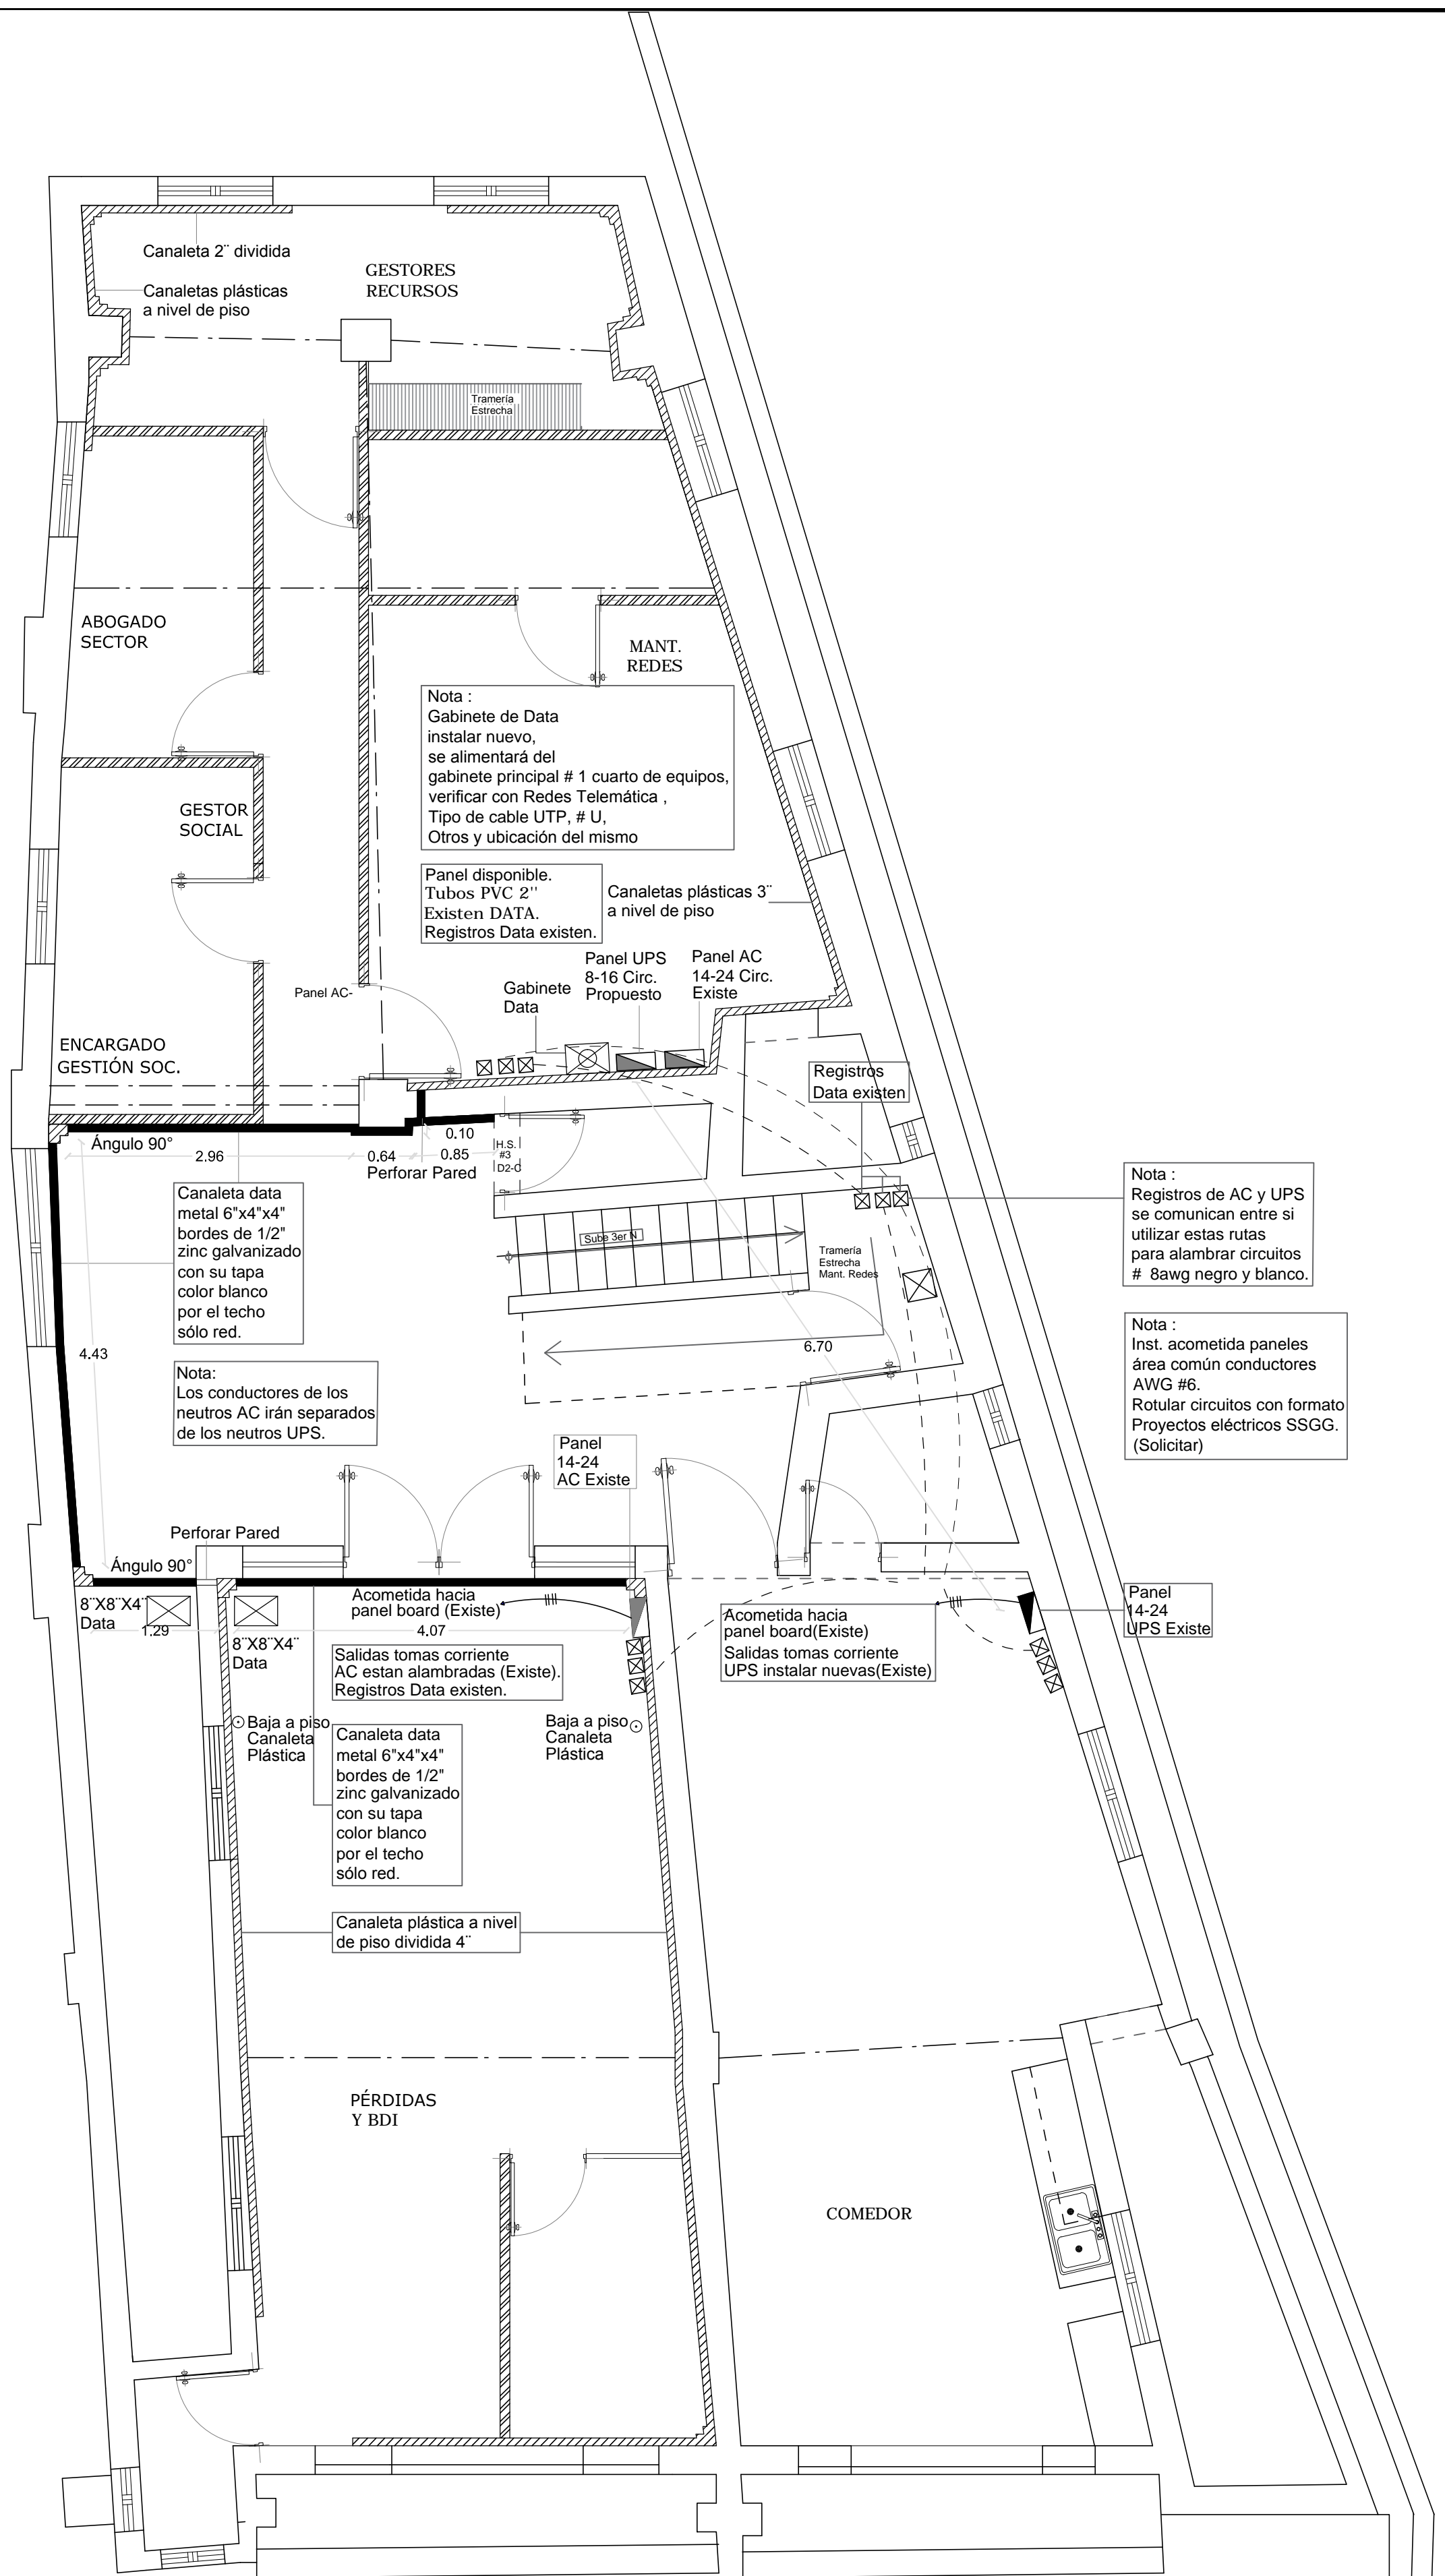 Canaleta 2¨ dividida
GESTORES
RECURSOS
Canaletas plásticas
a nivel de piso
Tramería
Estrecha
ABOGADO
SECTOR
MANT.
REDES
Nota :
Gabinete de Data
instalar nuevo,
se alimentará del
gabinete principal # 1 cuarto de equipos,
verificar con Redes Telemática ,
Tipo de cable UTP, # U,
Otros y ubicación del mismo
GESTOR
SOCIAL
Panel disponible.
Tubos PVC 2''
Existen DATA.
Registros Data existen.
Canaletas plásticas 3¨
a nivel de piso
Panel UPS
8-16 Circ.
Propuesto
Panel AC
14-24 Circ.
Existe
Gabinete
Data
Panel AC-
ENCARGADO
GESTIÓN SOC.
Registros
Data existen
Ángulo 90°
2.96
0.64
0.10
0.85
Perforar Pared
H.S.
#3
D2-C
Nota :
Registros de AC y UPS
se comunican entre si
utilizar estas rutas
para alambrar circuitos
# 8awg negro y blanco.
Canaleta data
metal 6"x4"x4"
bordes de 1/2"
zinc galvanizado
con su tapa
color blanco
por el techo
sólo red.
Sube 3er N
Tramería
Estrecha
Mant. Redes
4.43
6.70
Nota :
Inst. acometida paneles
área común conductores
AWG #6.
Rotular circuitos con formato
Proyectos eléctricos SSGG.
(Solicitar)
Nota:
Los conductores de los
neutros AC irán separados
de los neutros UPS.
Panel
14-24
AC Existe
Perforar Pared
Ángulo 90°
8¨X8¨X4¨
Data
1.29
8¨X8¨X4¨
Data
Acometida hacia
panel board (Existe)
4.07
Acometida hacia
panel board(Existe)
Salidas tomas corriente
UPS instalar nuevas(Existe)
Panel
14-24
UPS Existe
Salidas tomas corriente
AC estan alambradas (Existe).
Registros Data existen.
Baja a piso
Canaleta
Plástica
Baja a piso
Canaleta
Plástica
Canaleta data
metal 6"x4"x4"
bordes de 1/2"
zinc galvanizado
con su tapa
color blanco
por el techo
sólo red.
Canaleta plástica a nivel
de piso dividida 4¨
PÉRDIDAS
Y BDI
COMEDOR